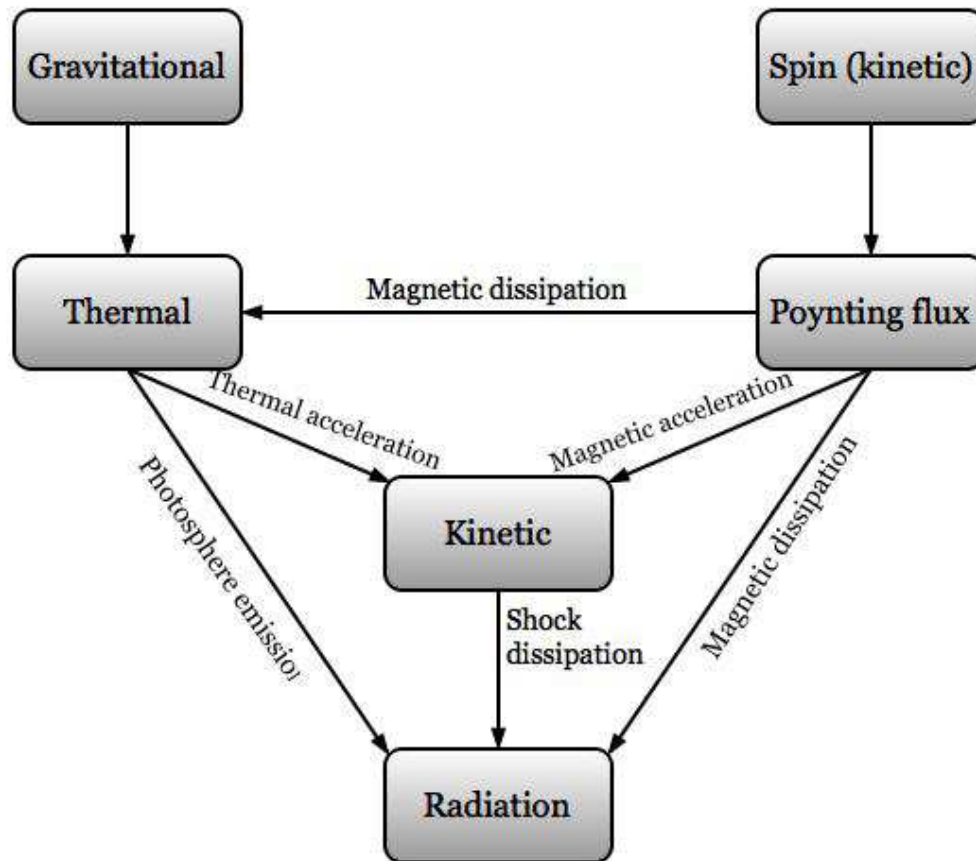 Gravitational
Spin (kinetic)
Thermal
Magnetic dissipation
Poynting flux
Thermal acceleration
Magnetic acceleration
Photosphere emission
Kinetic
Magnetic dissipation
Shock
dissipation
Radiation